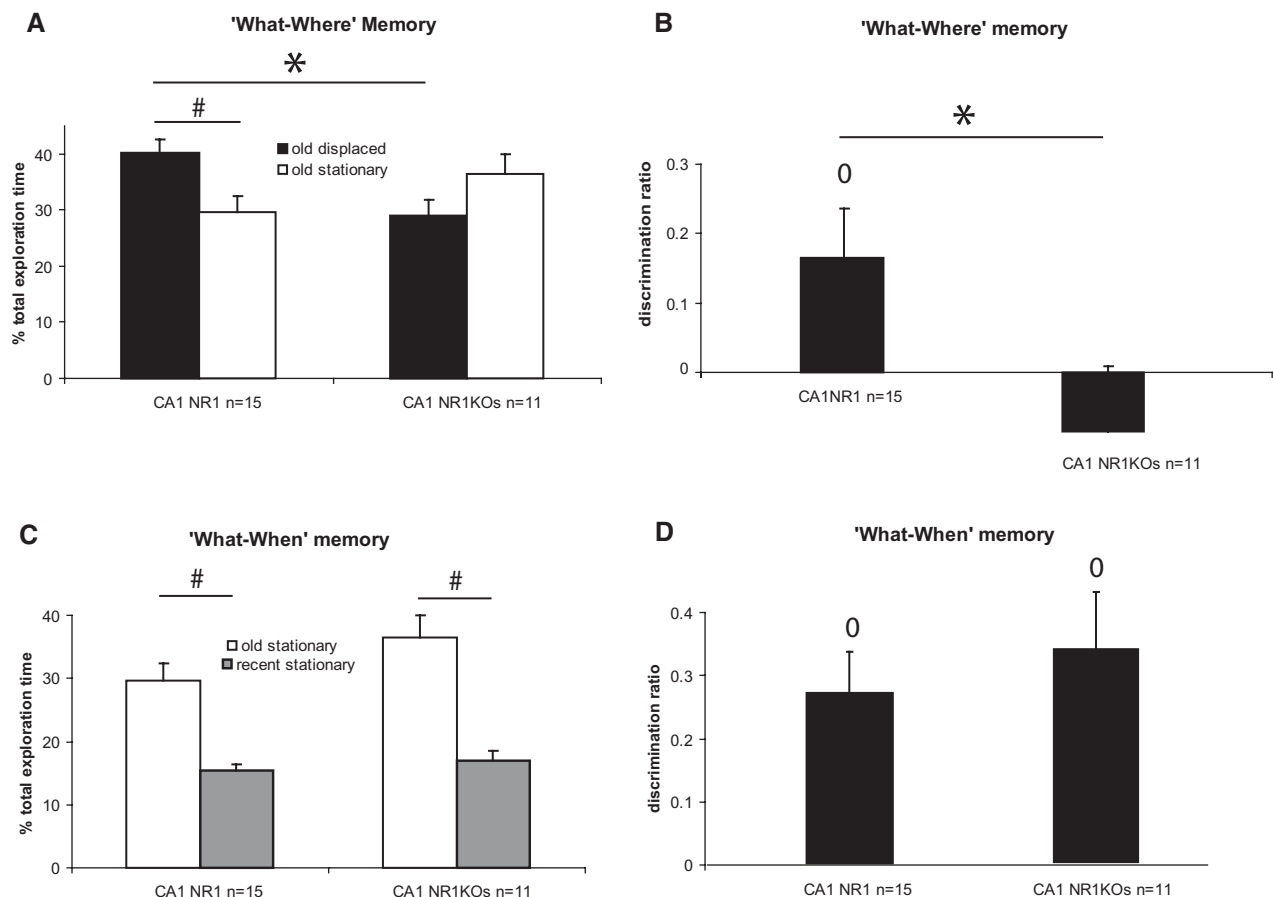 A
'What-Where' Memory
*
#
old displaced
old stationary
% total exploration time
40
30
20
10
0
CA1 NR1 n=15
CA1 NR1KOs n=11
B
'What-Where' memory
*
0
discrimination ratio
0.3
0.2
0.1
0
CA1NR1 n=15
CA1 NR1KOs n=11
C
'What-When' memory
#
#
old stationary
recent stationary
% total exploration time
40
30
20
10
0
CA1 NR1 n=15
CA1 NR1KOs n=11
D
'What-When' memory
0
0
discrimination ratio
0.4
0.3
0.2
0.1
0
CA1 NR1 n=15
CA1 NR1KOs n=11